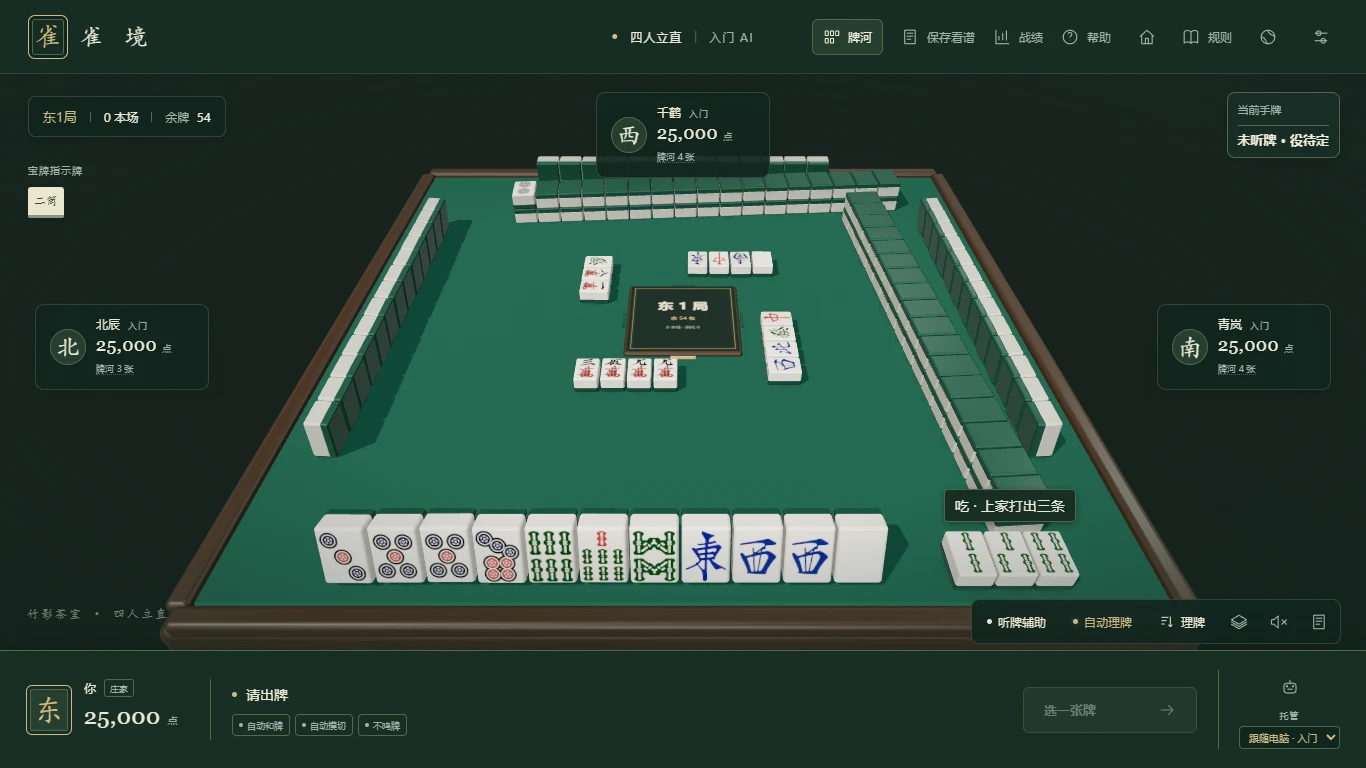 雀 雀 境
四人立直 入门 AI
牌河 保存看谱 战绩 帮助 规则
东1局 0 本场 余牌 54
宝牌指示牌
二筒
西 千鹤 入门
25,000 点
牌河 4 张
当前手牌
未听牌 • 役待定
北 北辰 入门
25,000 点
牌河 3 张
南 青岚 入门
25,000 点
牌河 4 张
东 1 局
余 54 枚
東 西 西
吃 · 上家打出三条
竹影茶室 • 四人立直
听牌辅助 自动理牌 理牌
东 你 庄家
25,000 点
请出牌
自动和牌 自动摸切 不鸣牌
选一张牌
托管
跟随电脑 · 入门